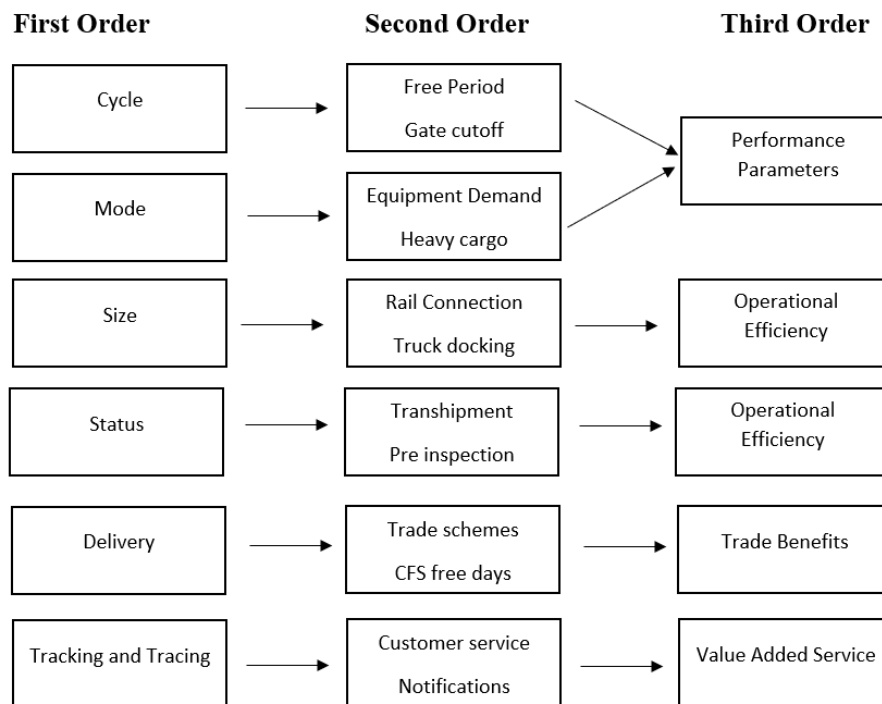 First Order
Second Order
Third Order
Cycle
Free Period
Gate cutoff
Performance
Parameters
Mode
Equipment Demand
Heavy cargo
Size
Rail Connection
Truck docking
Operational
Efficiency
Status
Transhipment
Pre inspection
Operational
Efficiency
Delivery
Trade schemes
CFS free days
Trade Benefits
Tracking and Tracing
Customer service
Notifications
Value Added Service